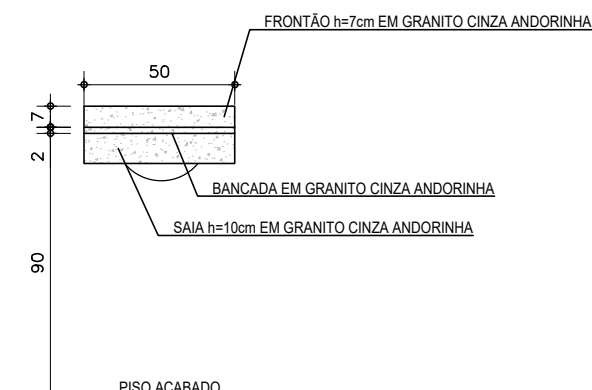 FRONTÃO h=7cm EM GRANITO CINZA ANDORINHA
50
7
2
BANCADA EM GRANITO CINZA ANDORINHA
SAIA h=10cm EM GRANITO CINZA ANDORINHA
90
PISO ACABADO